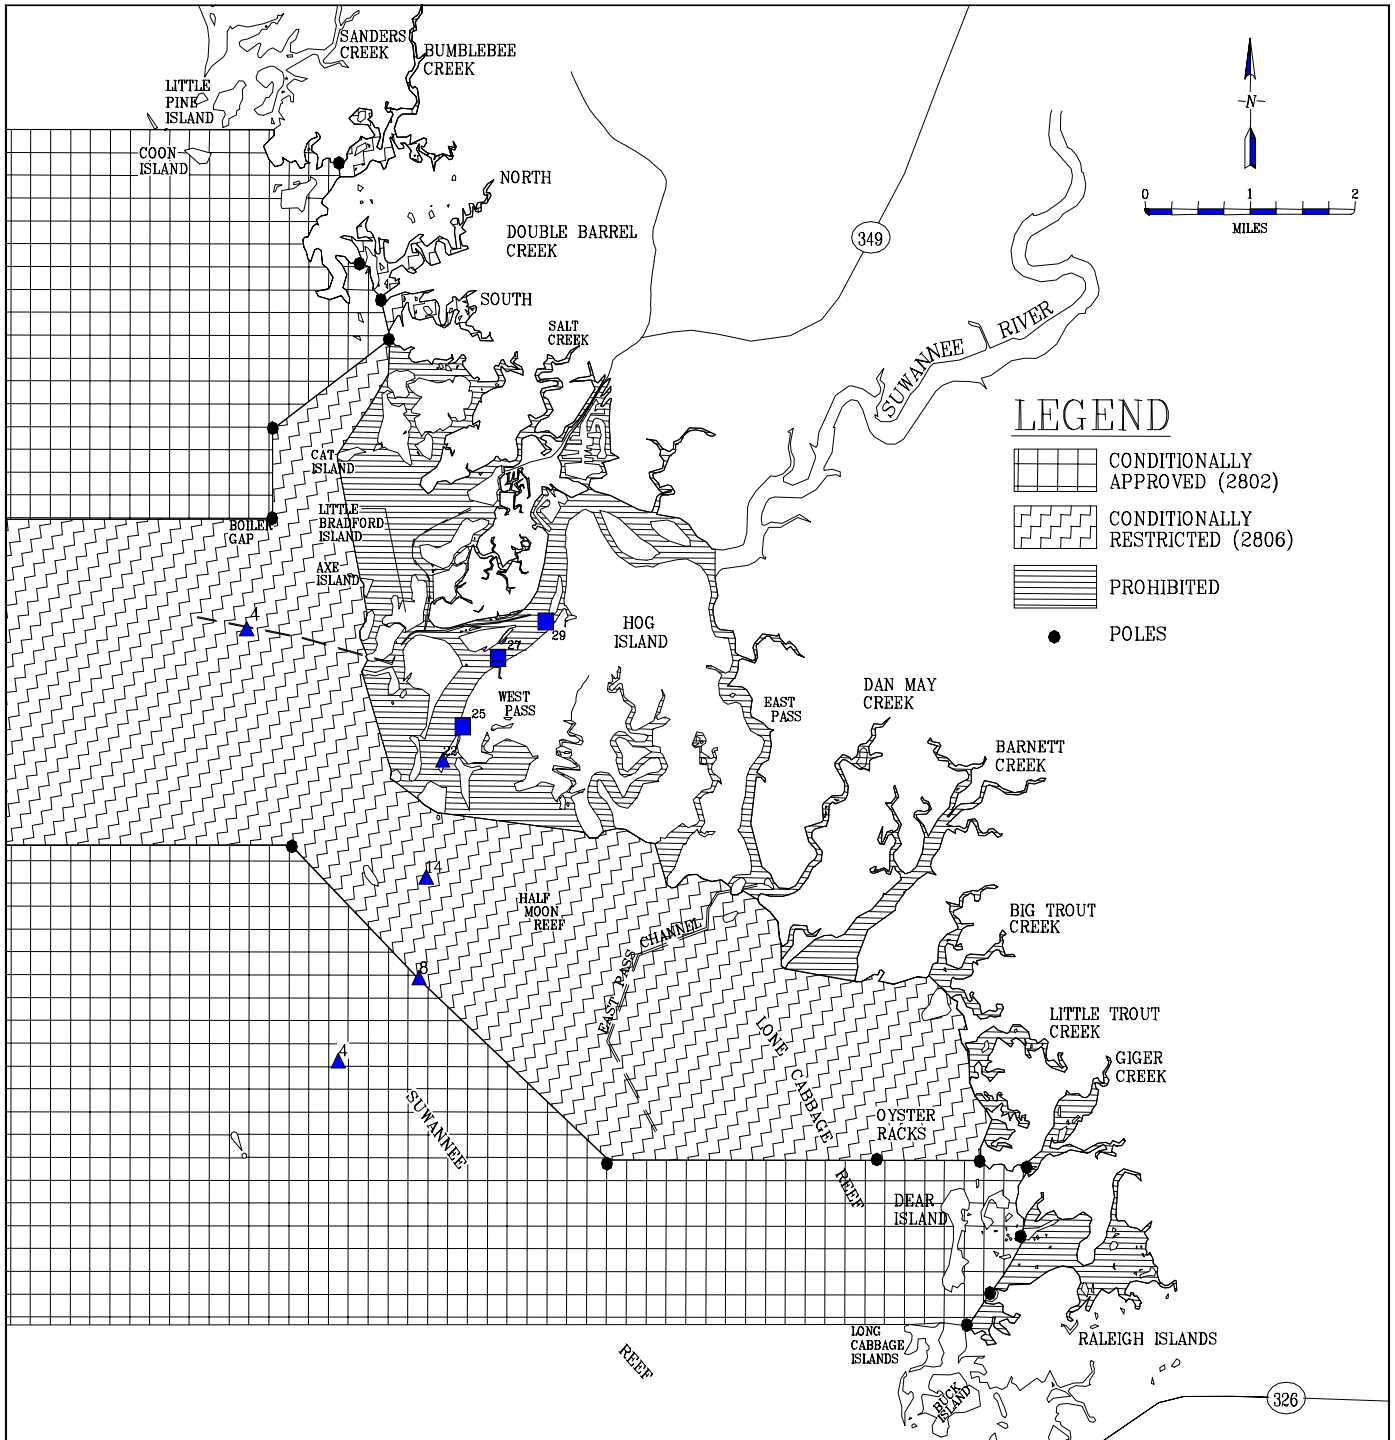 SANDERS
CREEK
BUMBLEBEE
CREEK
LITTLE
PINE
ISLAND
COON
ISLAND
NORTH
DOUBLE BARREL
CREEK
SOUTH
SALT
CREEK
349
N
0 1 2
MILES
SUWANNEE RIVER
LEGEND
CONDITIONALLY
APPROVED (2802)
CONDITIONALLY
RESTRICTED (2806)
PROHIBITED
POLES
CAT
ISLAND
LITTLE
BRADFORD
ISLAND
BOILER
GAP
AXE
ISLAND
4
29
27
HOG
ISLAND
WEST
PASS
25
23
EAST
PASS
DAN MAY
CREEK
BARNETT
CREEK
14
HALF
MOON
REEF
EAST PASS CHANNEL
8
4
BIG TROUT
CREEK
LITTLE TROUT
CREEK
GIGER
CREEK
LONE CABBAGE
REEF
OYSTER
RACKS
SUWANNEE
REEF
DEAR
ISLAND
LONG
CABBAGE
ISLANDS
RALEIGH ISLANDS
BUCK
ISLAND
326